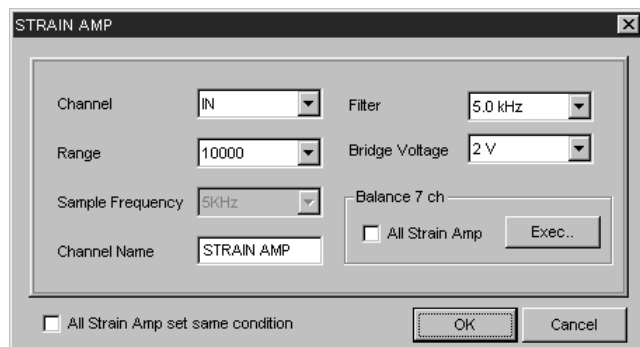 STRAIN AMP
Channel
IN
Range
10000
Sample Frequency
5KHz
Channel Name
STRAIN AMP
Filter
5.0 kHz
Bridge Voltage
2 V
Balance 7 ch
All Strain Amp
Exec..
All Strain Amp set same condition
OK
Cancel